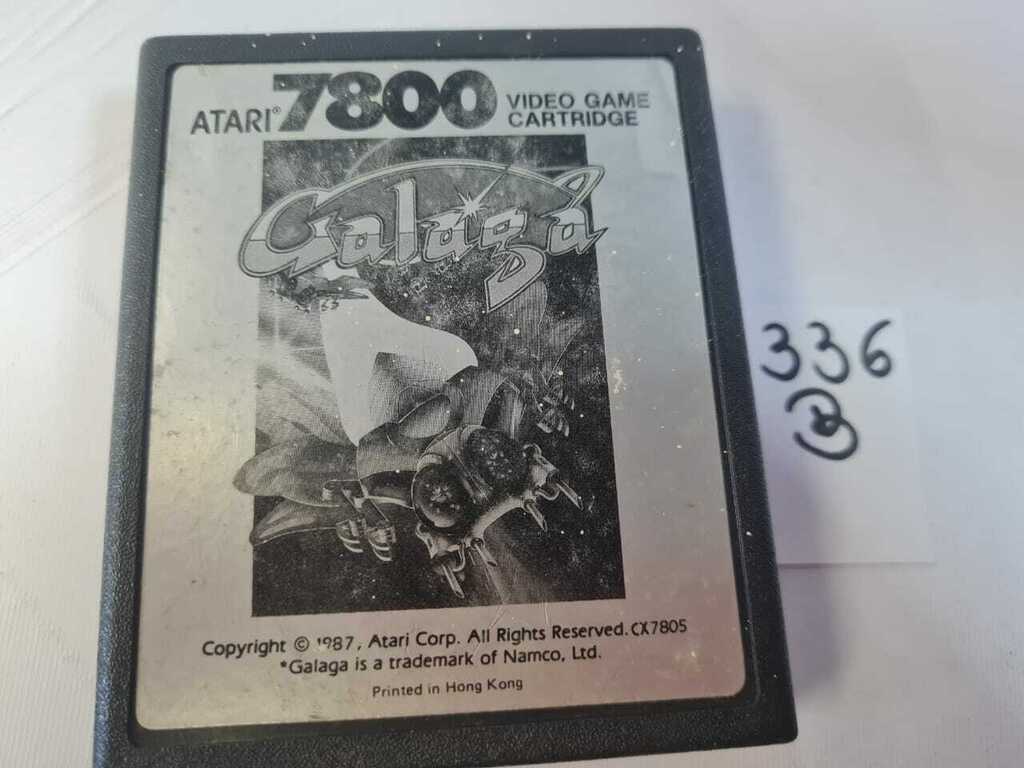 ATARI® 7800 VIDEO GAME
CARTRIDGE
Galaga
Copyright © 1987, Atari Corp. All Rights Reserved. CX7805
*Galaga is a trademark of Namco, Ltd.
Printed in Hong Kong
336